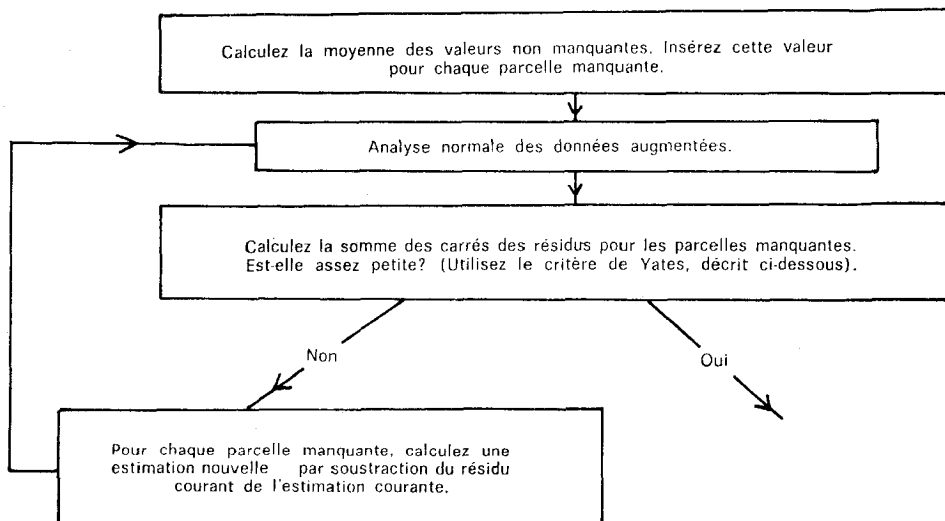 Calculez la moyenne des valeurs non manquantes. Insérez cette valeur
pour chaque parcelle manquante.
Analyse normale des données augmentées.
Calculez la somme des carrés des résidus pour les parcelles manquantes.
Est-elle assez petite? (Utilisez le critère de Yates, décrit ci-dessous).
Non
Oui
Pour chaque parcelle manquante, calculez une
estimation nouvelle par soustraction du résidu
courant de l'estimation courante.